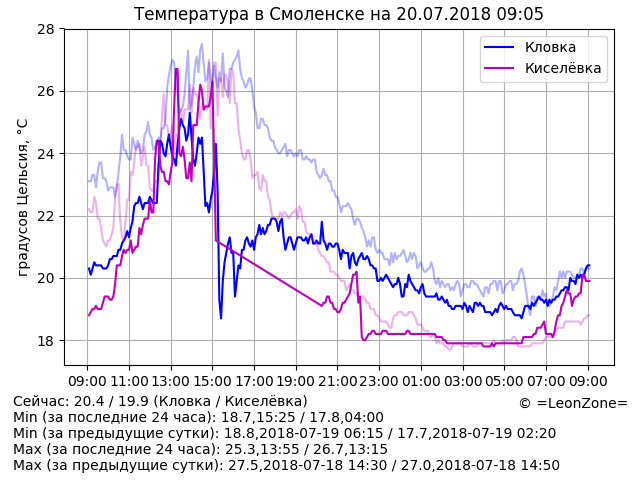 Температура в Смоленске на 20.07.2018 09:05
Кловка
Киселёвка
градусов Цельсия, °C
28
26
24
22
20
18
09:00 11:00 13:00 15:00 17:00 19:00 21:00 23:00 01:00 03:00 05:00 07:00 09:00
Сейчас: 20.4 / 19.9 (Кловка / Киселёвка)
© =LeonZone=
Min (за последние 24 часа): 18.7,15:25 / 17.8,04:00
Min (за предыдущие сутки): 18.8,2018-07-19 06:15 / 17.7,2018-07-19 02:20
Max (за последние 24 часа): 25.3,13:55 / 26.7,13:15
Max (за предыдущие сутки): 27.5,2018-07-18 14:30 / 27.0,2018-07-18 14:50